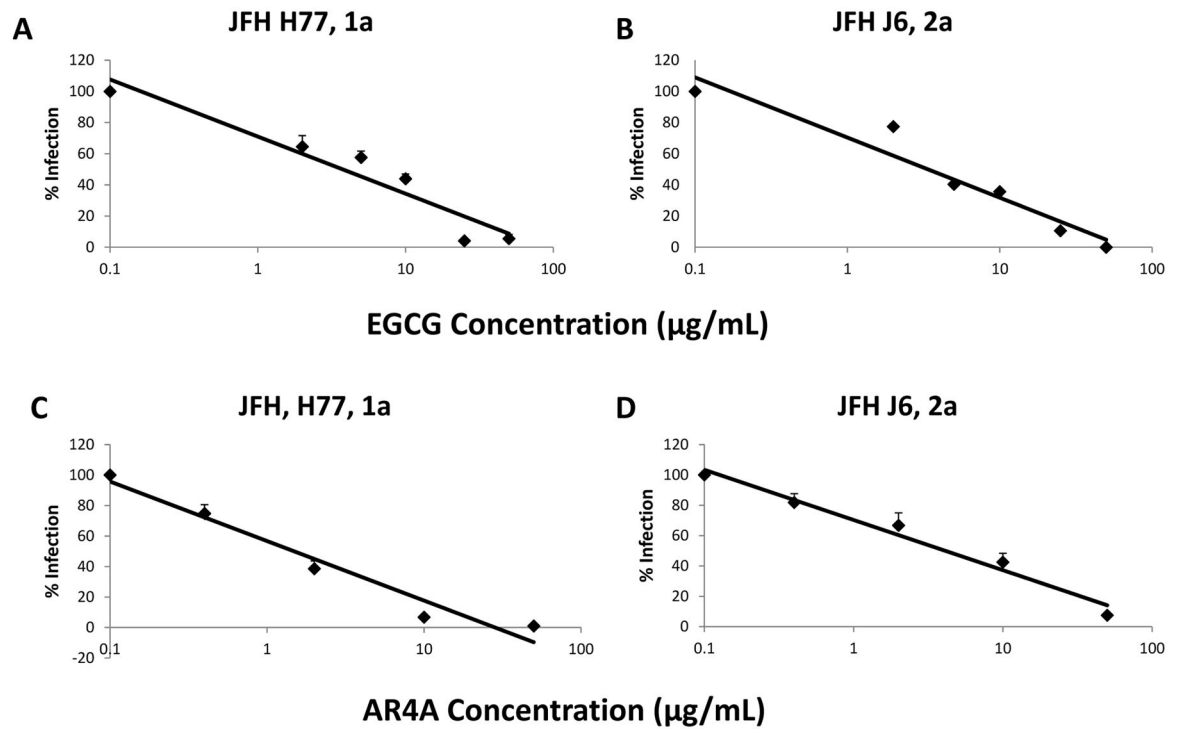 A
JFH H77, 1a
120
100
80
60
40
20
0
% Infection
0.1 1 10 100
B
JFH J6, 2a
120
100
80
60
40
20
0
% Infection
0.1 1 10 100
EGCG Concentration (µg/mL)
C
JFH, H77, 1a
120
100
80
60
40
20
0
-20
% Infection
0.1 1 10 100
D
JFH J6, 2a
120
100
80
60
40
20
0
% Infection
0.1 1 10 100
AR4A Concentration (µg/mL)